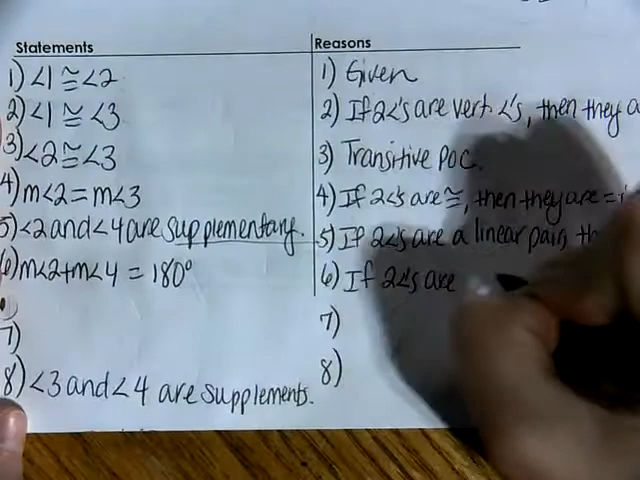 Statements Reasons
1) <1 ≅ <2 1) Given
2) <1 ≅ <3 2) If 2<'s are vert. <'s, then they a
3) <2 ≅ <3 3) Transitive POC.
4) m<2 = m<3 4) If 2<'s are ≅, then they are =
5) <2 and <4 are supplementary. 5) If 2<'s are a linear pair, th
6) m<2+m<4 = 180° 6) If 2<'s are
7) 7)
8) <3 and <4 are supplements. 8)